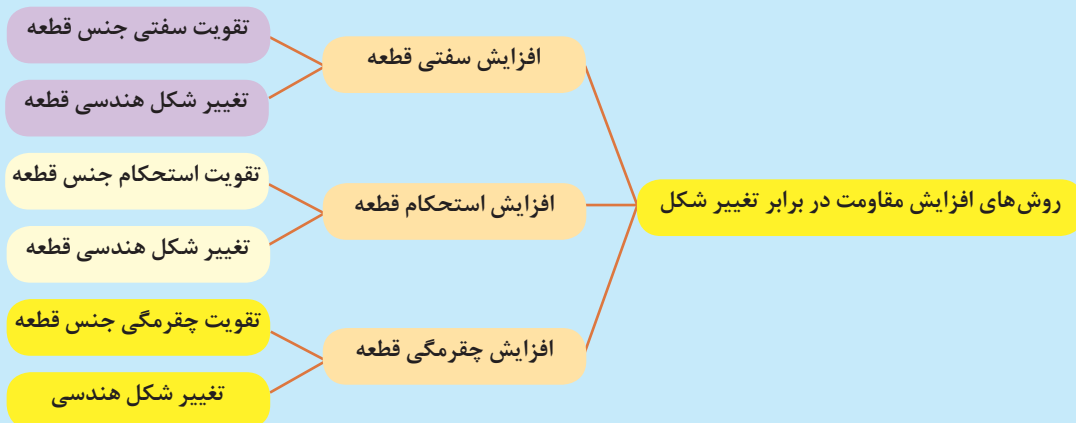 روش‌های افزایش مقاومت در برابر تغییر شکل
افزایش سفتی قطعه
تقویت سفتی جنس قطعه
تغییر شکل هندسی قطعه
افزایش استحکام قطعه
تقویت استحکام جنس قطعه
تغییر شکل هندسی قطعه
افزایش چقرمگی قطعه
تقویت چقرمگی جنس قطعه
تغییر شکل هندسی